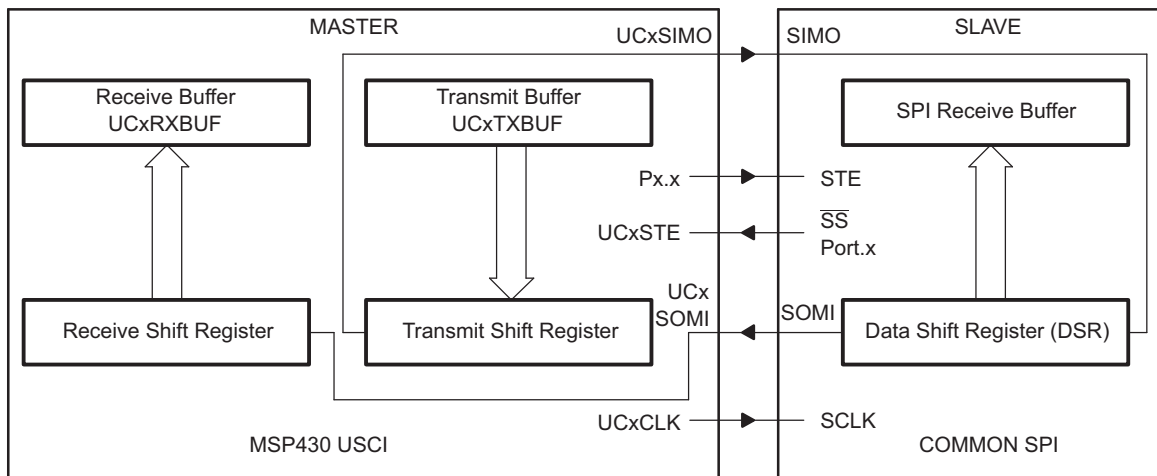 MASTER
UCxSIMO
SIMO
SLAVE
Receive Buffer
UCxRXBUF
Transmit Buffer
UCxTXBUF
SPI Receive Buffer
Px.x
STE
UCxSTE
SS
Port.x
UCx
SOMI
SOMI
Receive Shift Register
Transmit Shift Register
Data Shift Register (DSR)
UCxCLK
SCLK
MSP430 USCI
COMMON SPI